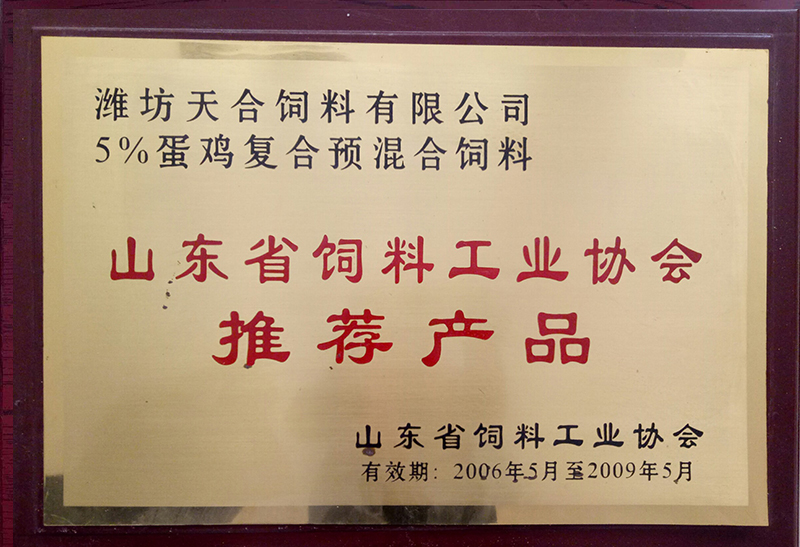 潍坊天合饲料有限公司
5%蛋鸡复合预混合饲料
山东省饲料工业协会
推荐产品
山东省饲料工业协会
有效期：2006年5月至2009年5月